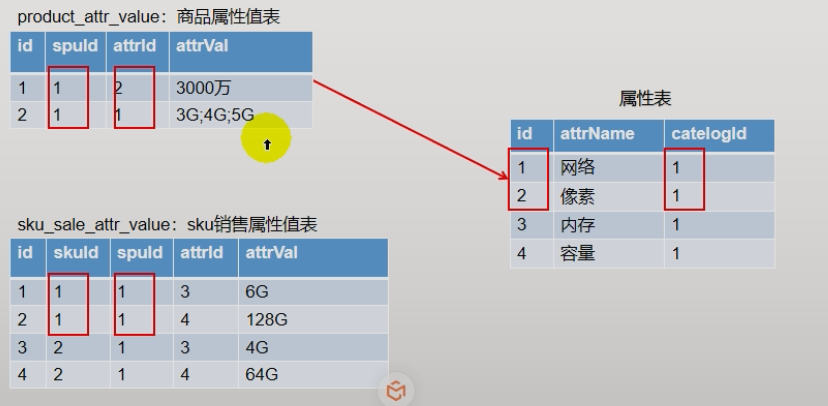 product_attr_value：商品属性值表
id spuId attrId attrVal
1 1 2 3000万
2 1 1 3G;4G;5G
属性表
id attrName catelogId
1 网络 1
2 像素 1
3 内存 1
4 容量 1
sku_sale_attr_value：sku销售属性值表
id skuId spuId attrId attrVal
1 1 1 3 6G
2 1 1 4 128G
3 2 1 3 4G
4 2 1 4 64G